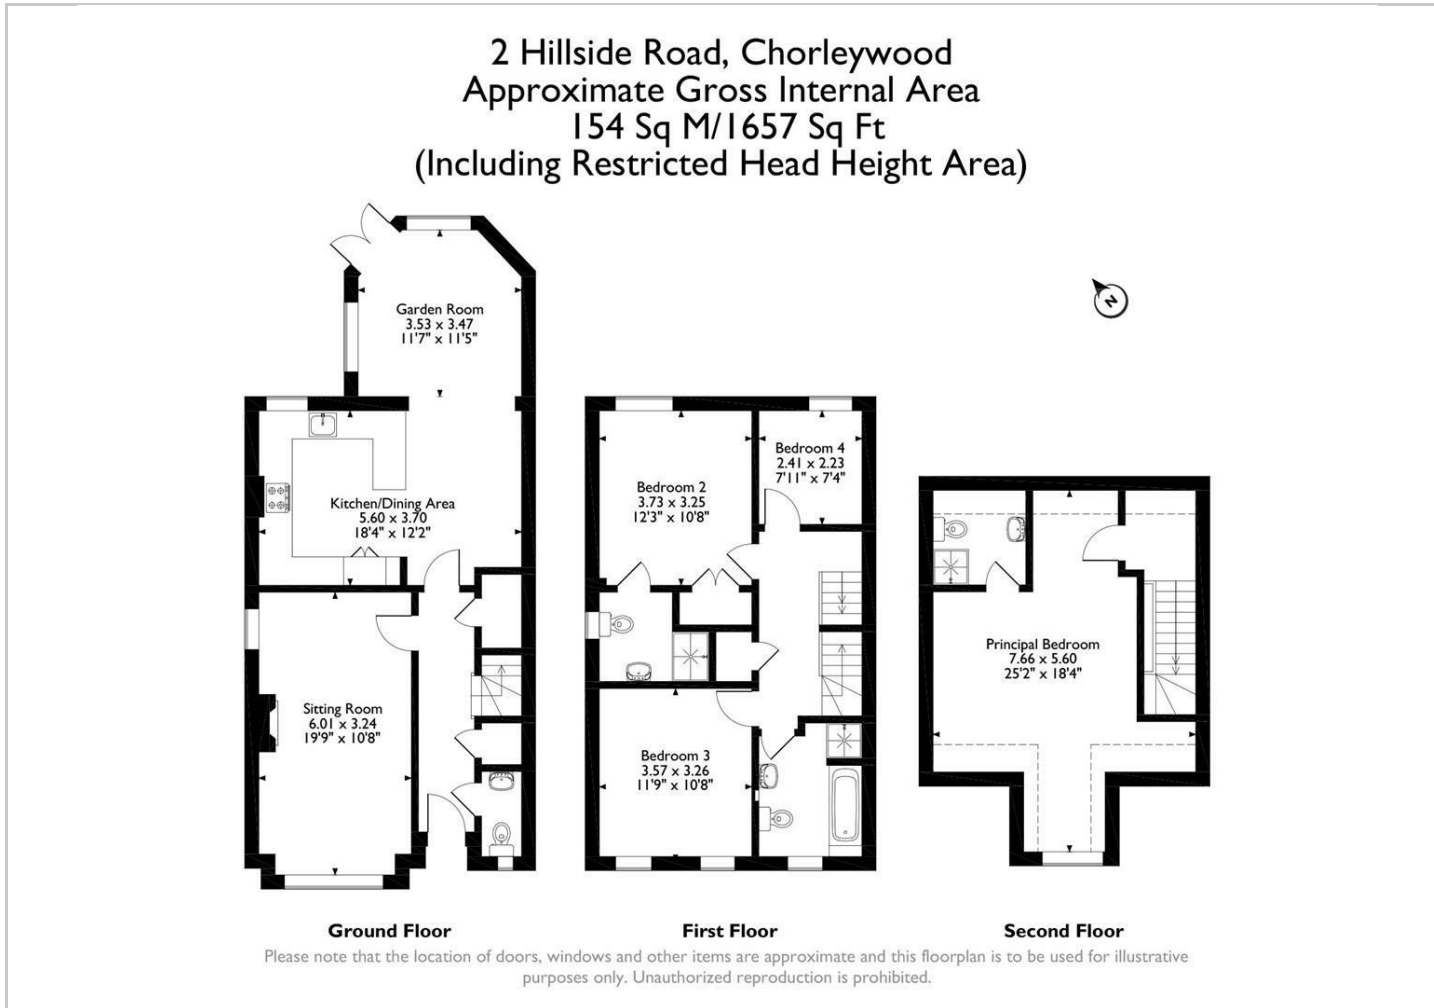 2 Hillside Road, Chorleywood
Approximate Gross Internal Area
154 Sq M/1657 Sq Ft
(Including Restricted Head Height Area)
N
Garden Room
3.53 x 3.47
11'7" x 11'5"
Kitchen/Dining Area
5.60 x 3.70
18'4" x 12'2"
Sitting Room
6.01 x 3.24
19'9" x 10'8"
Bedroom 2
3.73 x 3.25
12'3" x 10'8"
Bedroom 4
2.41 x 2.23
7'11" x 7'4"
Bedroom 3
3.57 x 3.26
11'9" x 10'8"
Principal Bedroom
7.66 x 5.60
25'2" x 18'4"
Ground Floor
First Floor
Second Floor
Please note that the location of doors, windows and other items are approximate and this floorplan is to be used for illustrative
purposes only. Unauthorized reproduction is prohibited.